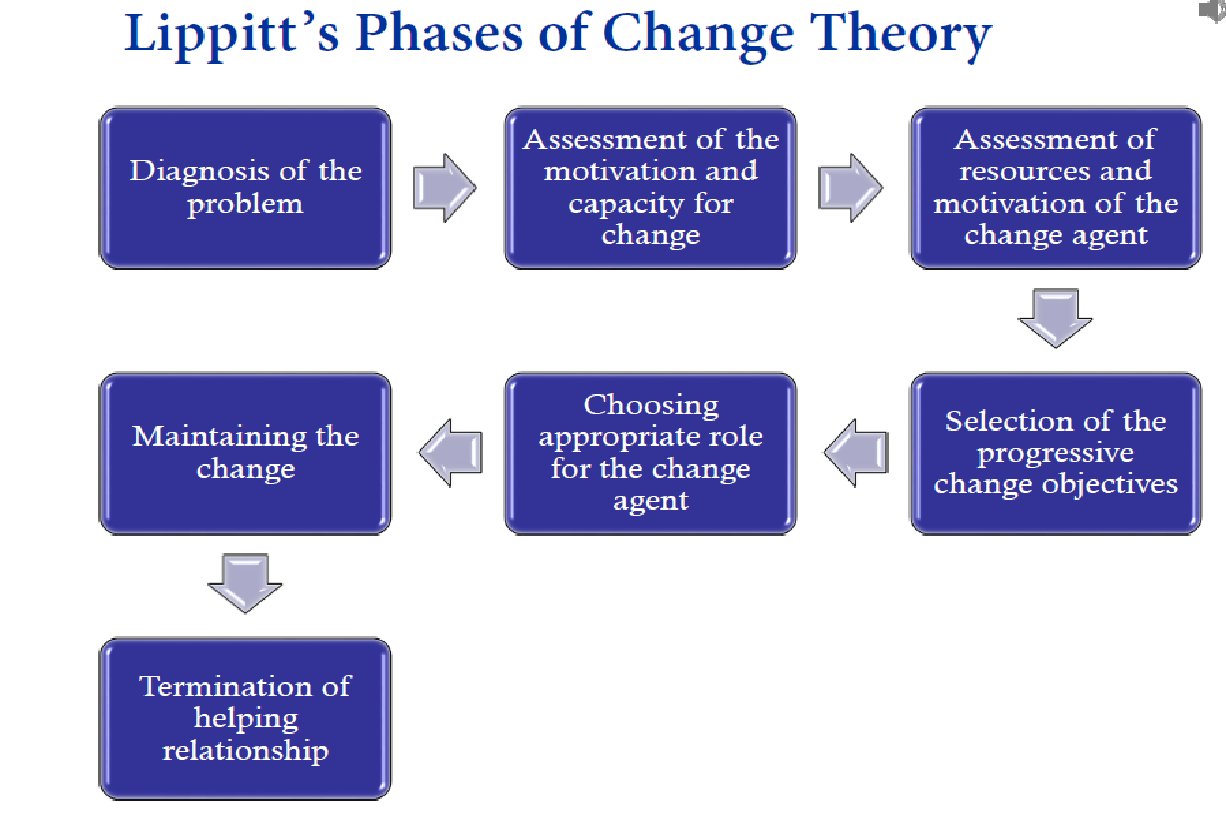 Lippitt’s Phases of Change Theory
Diagnosis of the
problem
Assessment of the
motivation and
capacity for
change
Assessment of
resources and
motivation of the
change agent
Selection of the
progressive
change objectives
Choosing
appropriate role
for the change
agent
Maintaining the
change
Termination of
helping
relationship